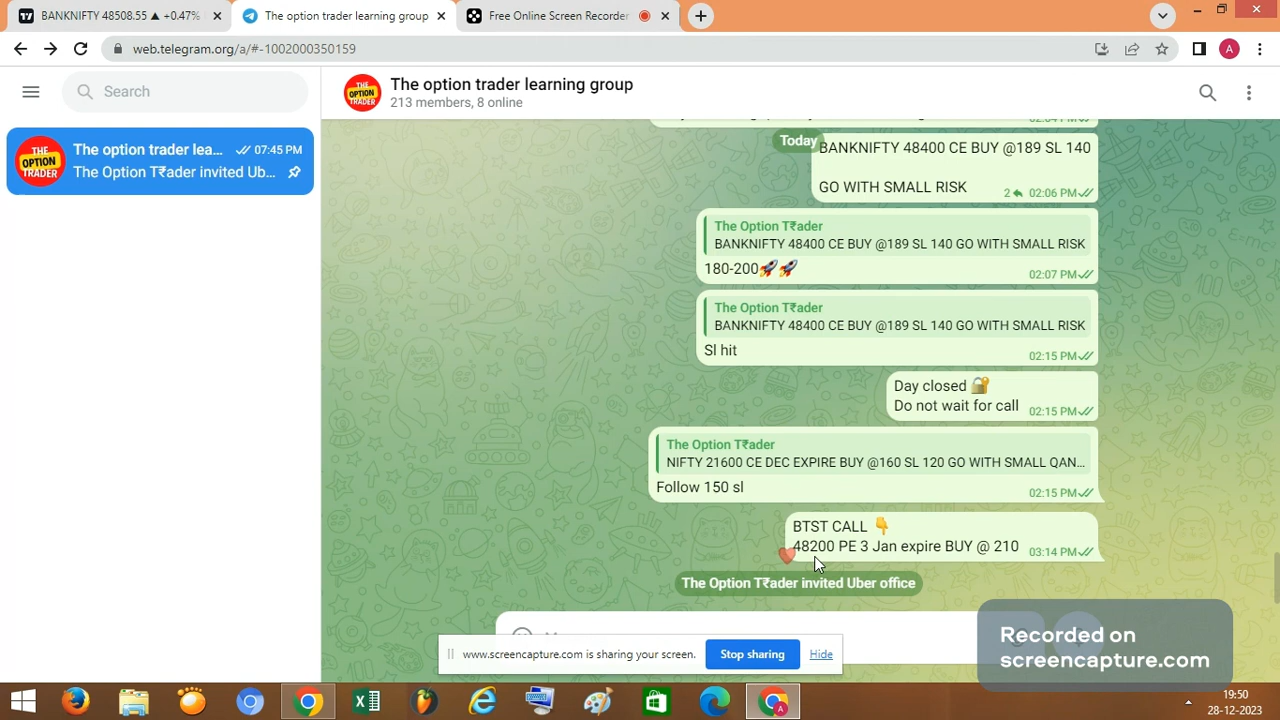 BANKNIFTY 48508.55 ▲ +0.47%
The option trader learning group
Free Online Screen Recorder
web.telegram.org/a/#-1002000350159
A
Search
The option trader learning group
213 members, 8 online
THE OPTION TRADER
The option trader lea... 07:45 PM
The Option T₹ader invited Ub...
THE OPTION TRADER
Today
BANKNIFTY 48400 CE BUY @189 SL 140
GO WITH SMALL RISK 2 02:06 PM
The Option T₹ader
BANKNIFTY 48400 CE BUY @189 SL 140 GO WITH SMALL RISK
180-200🚀🚀 02:07 PM
The Option T₹ader
BANKNIFTY 48400 CE BUY @189 SL 140 GO WITH SMALL RISK
Sl hit 02:15 PM
Day closed 🔐
Do not wait for call 02:15 PM
The Option T₹ader
NIFTY 21600 CE DEC EXPIRE BUY @160 SL 120 GO WITH SMALL QAN...
Follow 150 sl 02:15 PM
BTST CALL 👇
48200 PE 3 Jan expire BUY @ 210 03:14 PM
The Option T₹ader invited Uber office
www.screencapture.com is sharing your screen. Stop sharing Hide
Recorded on
screencapture.com
19:50
28-12-2023